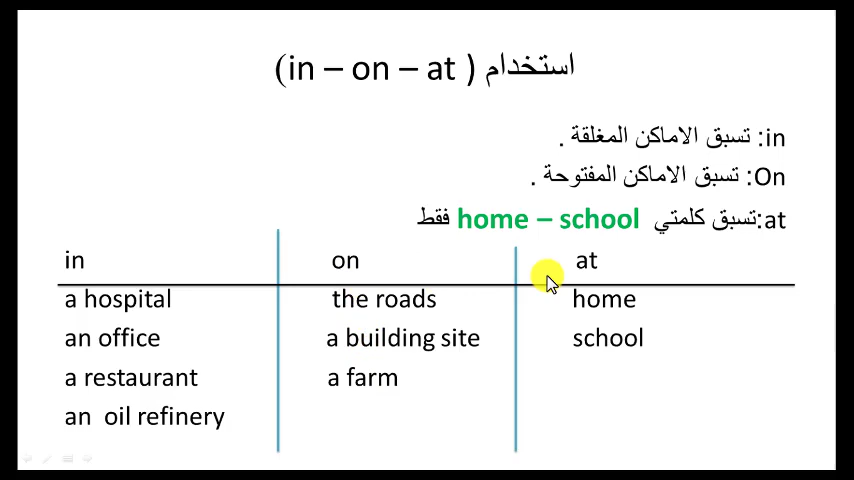 استخدام ( in – on – at)
in: تسبق الاماكن المغلقة .
On: تسبق الاماكن المفتوحة .
at:تسبق كلمتي home – school فقط
in on at
a hospital the roads home
an office a building site school
a restaurant a farm
an oil refinery